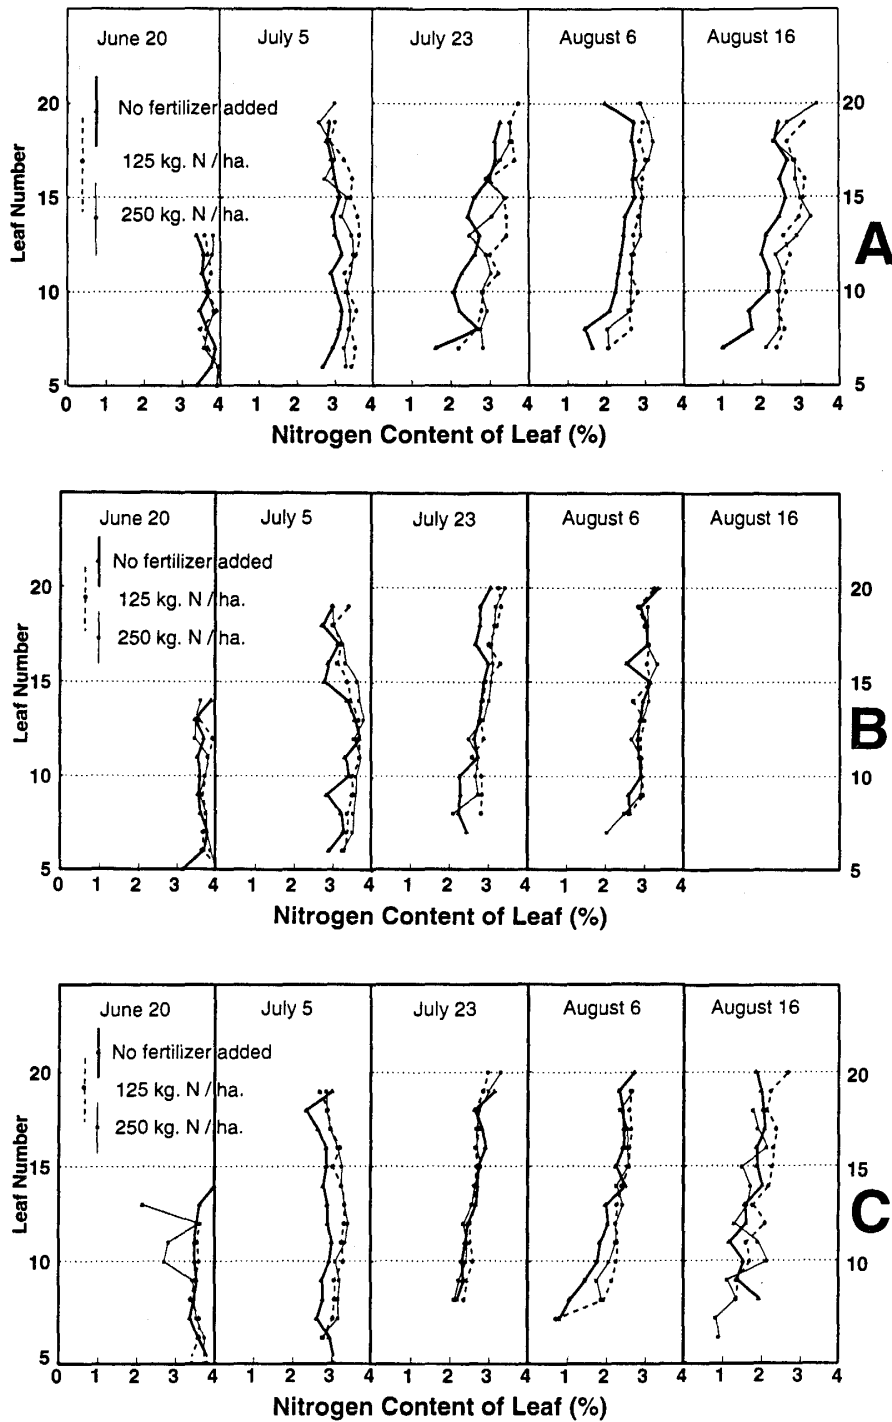 June 20 July 5 July 23 August 6 August 16
20 No fertilizer added 20
125 kg. N / ha.
250 kg. N / ha.
15 15
Leaf Number
A
10 10
5 5
0 1 2 3 0 1 2 3 4 1 2 3 4 1 2 3 4 1 2 3 4
Nitrogen Content of Leaf (%)
June 20 July 5 July 23 August 6 August 16
No fertilizer added
20 20
125 kg. N / ha.
250 kg. N / ha.
15 15
Leaf Number
B
10 10
5 5
0 1 2 3 4 1 2 3 4 1 2 3 4 1 2 3 4
Nitrogen Content of Leaf (%)
June 20 July 5 July 23 August 6 August 16
No fertilizer added
20 20
125 kg. N / ha.
250 kg. N / ha.
15 15
Leaf Number
C
10 10
5
0 1 2 3 4 1 2 3 4 1 2 3 4 1 2 3 4 1 2 3 4
Nitrogen Content of Leaf (%)